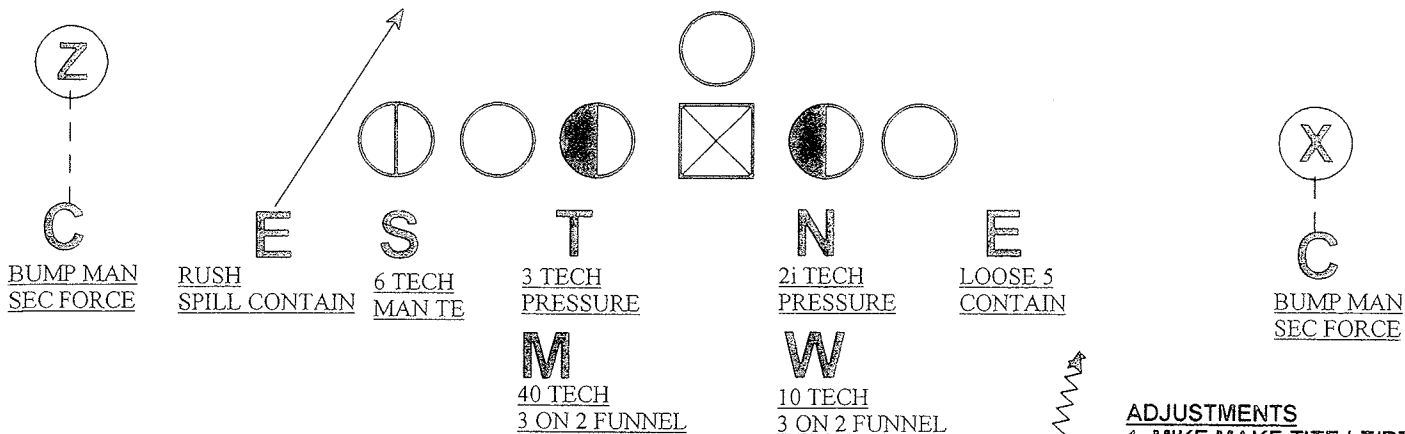 Z
X
C
BUMP MAN
SEC FORCE
E
RUSH
SPILL CONTAIN
S
6 TECH
MAN TE
T
3 TECH
PRESSURE
N
2i TECH
PRESSURE
E
LOOSE 5
CONTAIN
C
BUMP MAN
SEC FORCE
M
40 TECH
3 ON 2 FUNNEL
W
10 TECH
3 ON 2 FUNNEL
ADJUSTMENTS